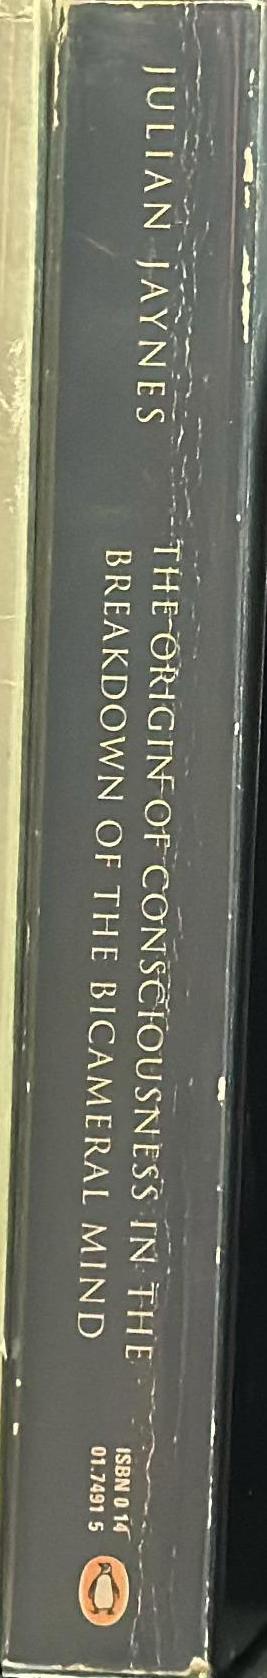 JULIAN JAYNES
THE ORIGIN OF CONSCIOUSNESS IN THE
BREAKDOWN OF THE BICAMERAL MIND
ISBN 0 14
01.7491 5